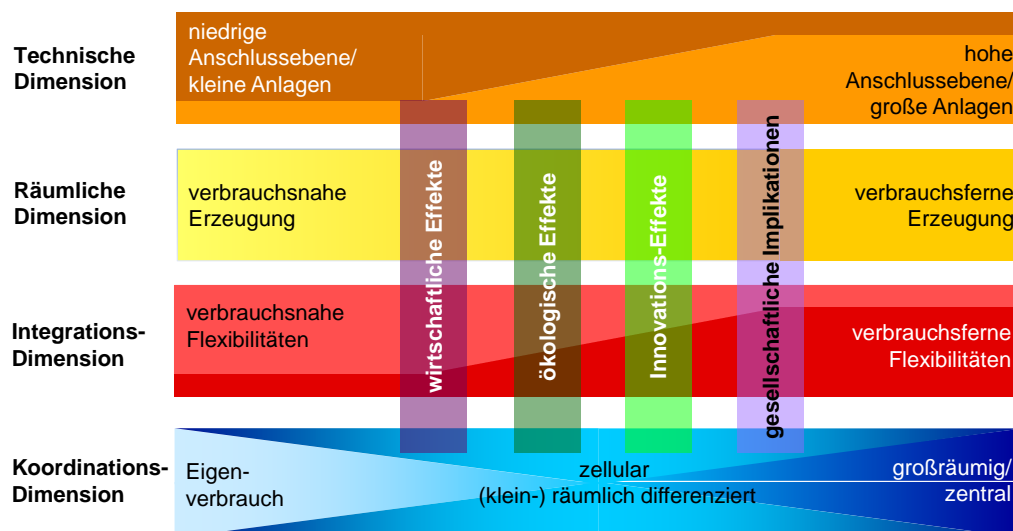 Technische
Dimension
niedrige
Anschlussebene/
kleine Anlagen
hohe
Anschlussebene/
große Anlagen
Räumliche
Dimension
verbrauchsnahe
Erzeugung
verbrauchsferne
Erzeugung
Integrations-
Dimension
verbrauchsnahe
Flexibilitäten
verbrauchsferne
Flexibilitäten
Koordinations-
Dimension
Eigen-
verbrauch
zellular
(klein-) räumlich differenziert
großräumig/
zentral
wirtschaftliche Effekte
ökologische Effekte
Innovations-Effekte
gesellschaftliche Implikationen